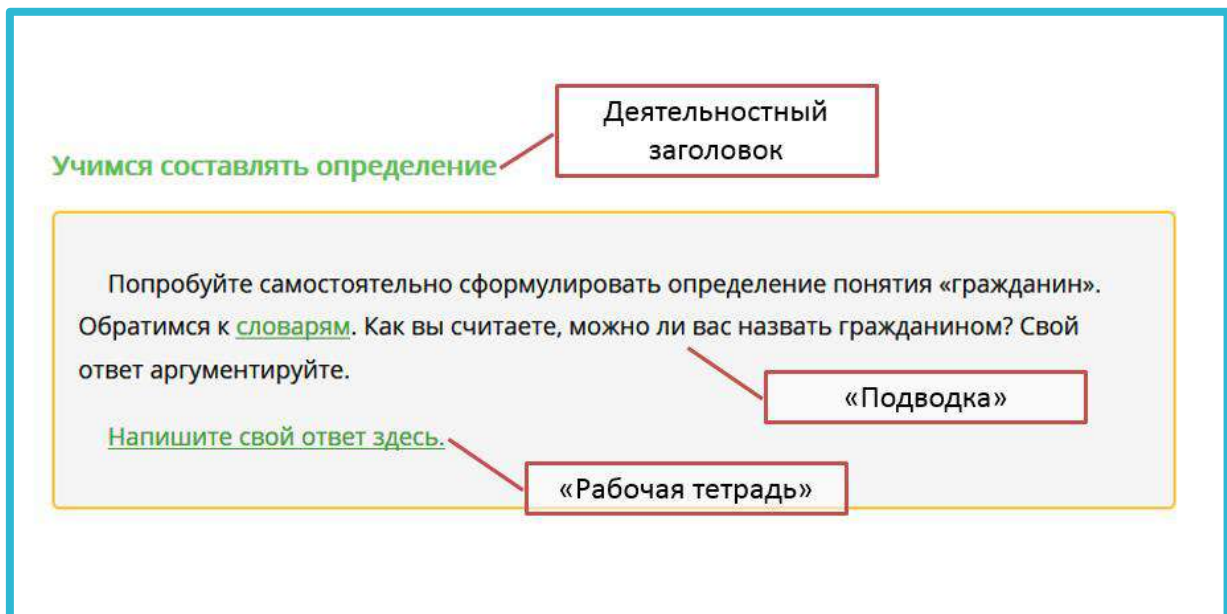 Деятельностный
заголовок
Учимся составлять определение
Попробуйте самостоятельно сформулировать определение понятия «гражданин».
Обратимся к словарям. Как вы считаете, можно ли вас назвать гражданином? Свой
ответ аргументируйте.
«Подводка»
Напишите свой ответ здесь.
«Рабочая тетрадь»